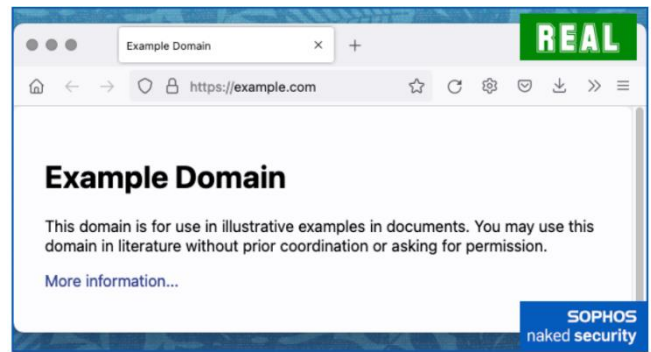 REAL
Example Domain
https://example.com
Example Domain
This domain is for use in illustrative examples in documents. You may use this
domain in literature without prior coordination or asking for permission.
More information...
SOPHOS
naked security